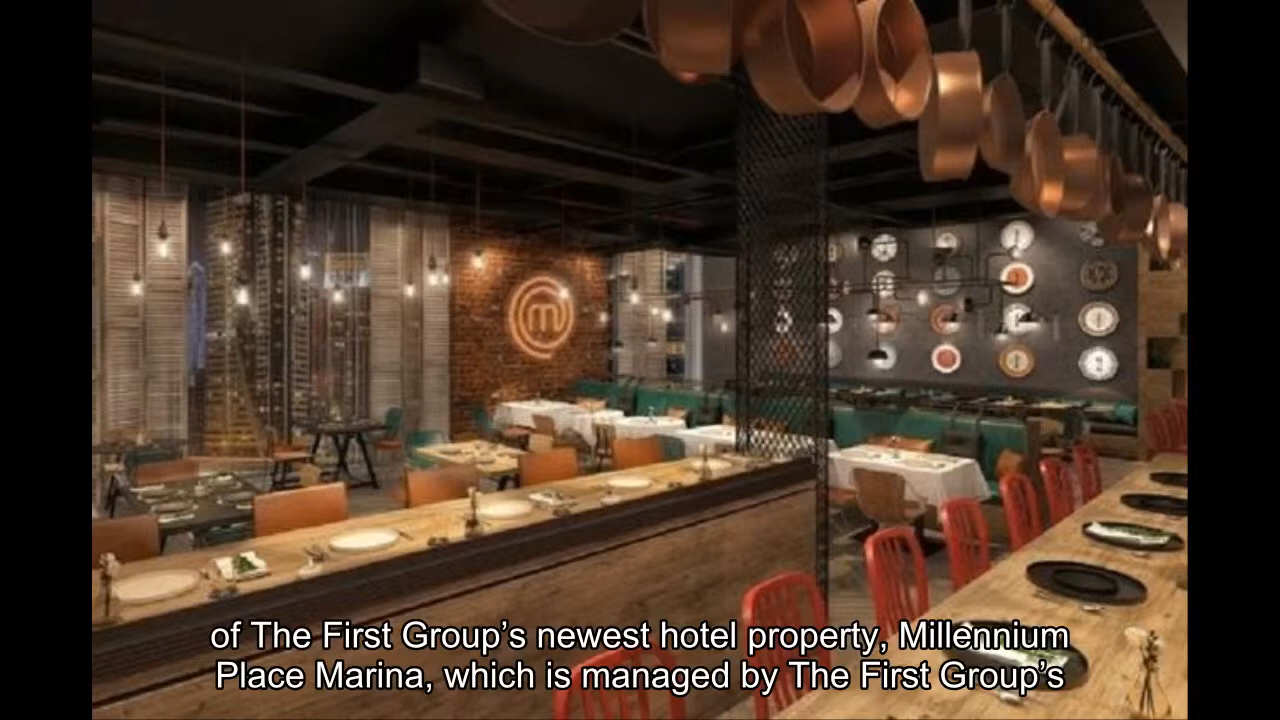 m
of The First Group’s newest hotel property, Millennium
Place Marina, which is managed by The First Group’s